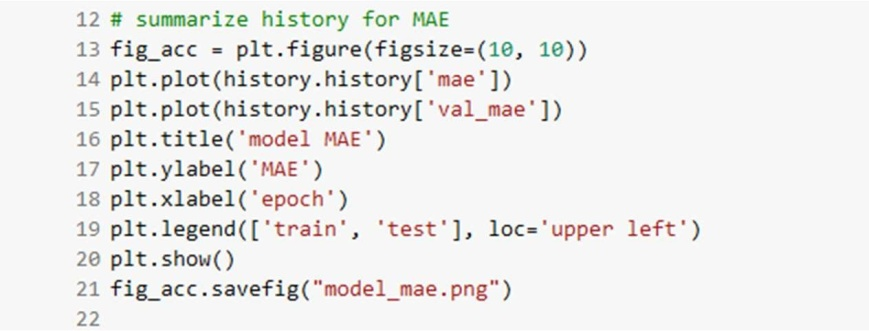 12 # summarize history for MAE
13 fig_acc = plt.figure(figsize=(10, 10))
14 plt.plot(history.history['mae'])
15 plt.plot(history.history['val_mae'])
16 plt.title('model MAE')
17 plt.ylabel('MAE')
18 plt.xlabel('epoch')
19 plt.legend(['train', 'test'], loc='upper left')
20 plt.show()
21 fig_acc.savefig("model_mae.png")
22